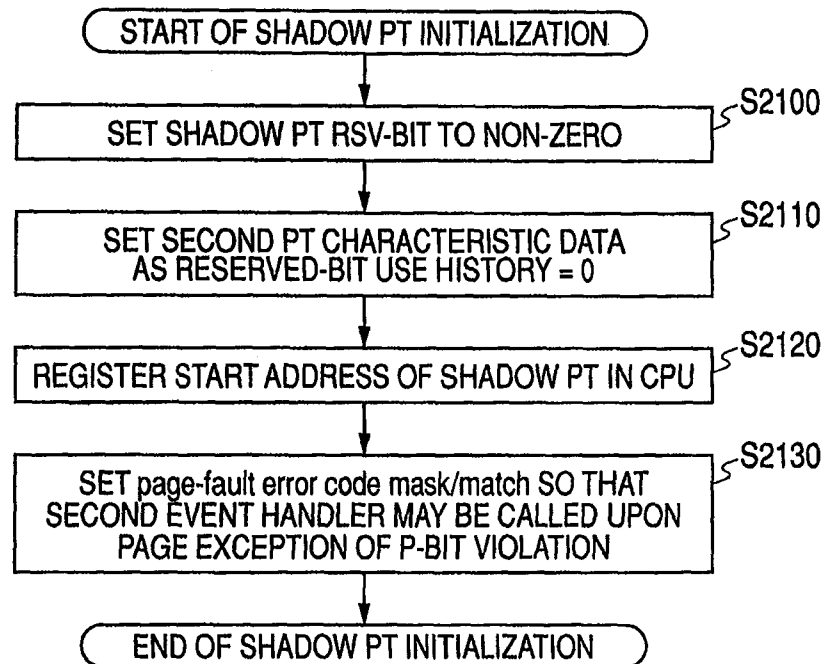 START OF SHADOW PT INITIALIZATION
S2100
SET SHADOW PT RSV-BIT TO NON-ZERO
S2110
SET SECOND PT CHARACTERISTIC DATA
AS RESERVED-BIT USE HISTORY = 0
S2120
REGISTER START ADDRESS OF SHADOW PT IN CPU
S2130
SET page-fault error code mask/match SO THAT
SECOND EVENT HANDLER MAY BE CALLED UPON
PAGE EXCEPTION OF P-BIT VIOLATION
END OF SHADOW PT INITIALIZATION